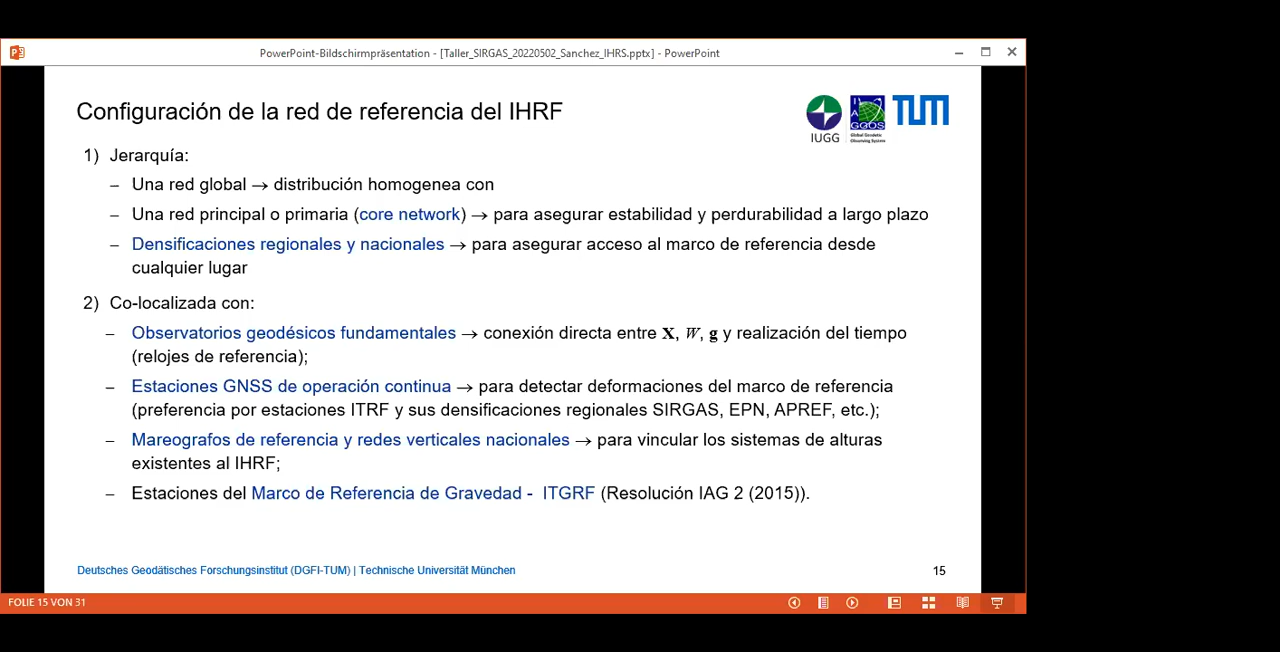 PowerPoint-Bildschirmpräsentation - [Taller_SIRGAS_20220502_Sanchez_IHRS.pptx] - PowerPoint
Configuración de la red de referencia del IHRF
IUGG
IAG
GGOS
Global Geodetic
Observing System
TUM
1) Jerarquía:
– Una red global → distribución homogenea con
– Una red principal o primaria (core network) → para asegurar estabilidad y perdurabilidad a largo plazo
– Densificaciones regionales y nacionales → para asegurar acceso al marco de referencia desde
cualquier lugar
2) Co-localizada con:
– Observatorios geodésicos fundamentales → conexión directa entre X, W, g y realización del tiempo
(relojes de referencia);
– Estaciones GNSS de operación continua → para detectar deformaciones del marco de referencia
(preferencia por estaciones ITRF y sus densificaciones regionales SIRGAS, EPN, APREF, etc.);
– Mareografos de referencia y redes verticales nacionales → para vincular los sistemas de alturas
existentes al IHRF;
– Estaciones del Marco de Referencia de Gravedad - ITGRF (Resolución IAG 2 (2015)).
Deutsches Geodätisches Forschungsinstitut (DGFI-TUM) | Technische Universität München
15
FOLIE 15 VON 31